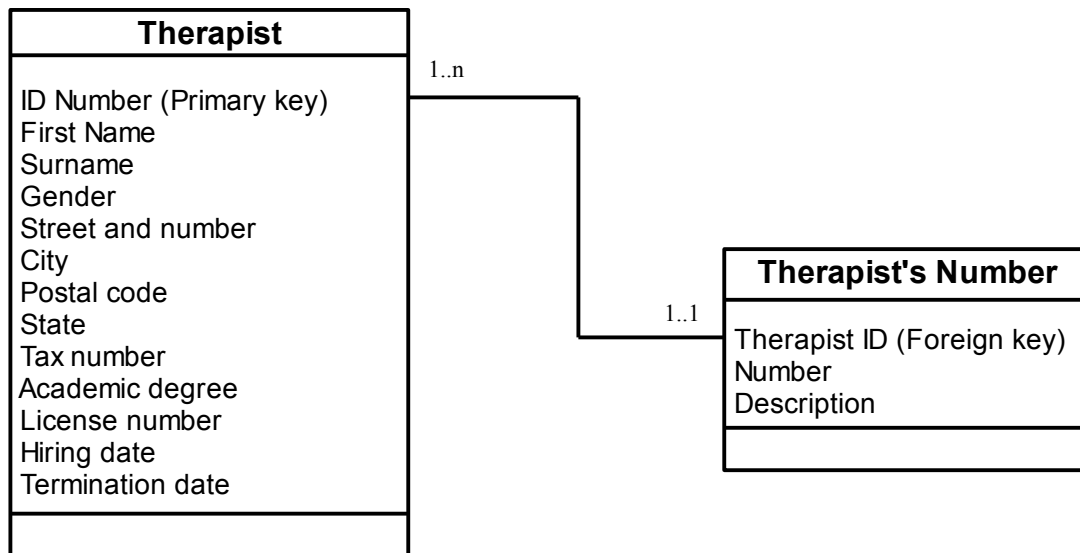 Therapist
ID Number (Primary key)
First Name
Surname
Gender
Street and number
City
Postal code
State
Tax number
Academic degree
License number
Hiring date
Termination date
1..n
1..1
Therapist's Number
Therapist ID (Foreign key)
Number
Description